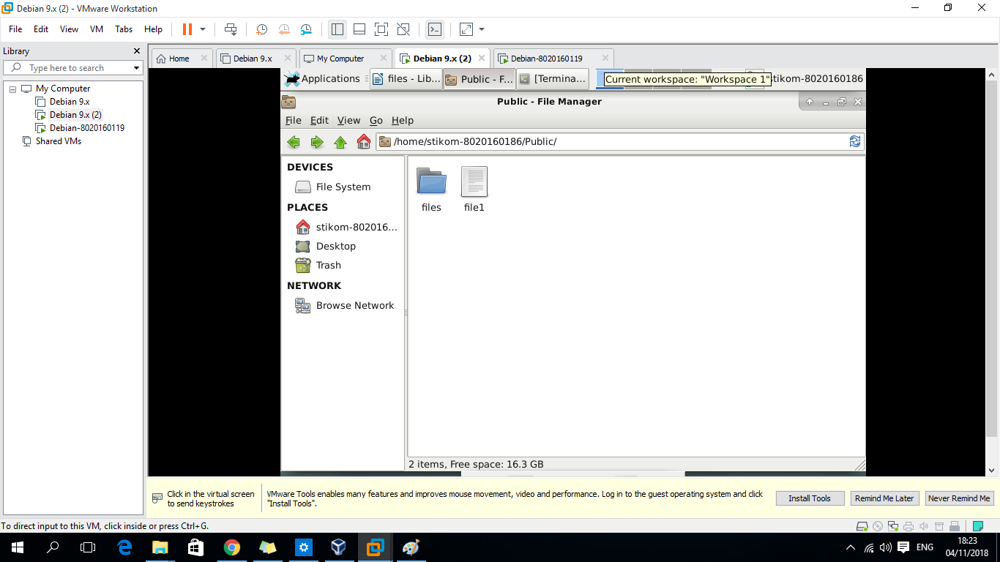 Debian 9.x (2) - VMware Workstation
File Edit View VM Tabs Help
Library
Type here to search
My Computer
Debian 9.x
Debian 9.x (2)
Debian-8020160119
Shared VMs
Home Debian 9.x My Computer Debian 9.x (2) Debian-8020160119
Applications files - Lib... Public - F... [Termina... Current workspace: "Workspace 1" stikom-8020160186
Public - File Manager
File Edit View Go Help
/home/stikom-8020160186/Public/
DEVICES
File System
PLACES
stikom-802016...
Desktop
Trash
NETWORK
Browse Network
files file1
2 items, Free space: 16.3 GB
Click in the virtual screen
to send keystrokes
VMware Tools enables many features and improves mouse movement, video and performance. Log in to the guest operating system and click
"Install Tools".
Install Tools Remind Me Later Never Remind Me
To direct input to this VM, click inside or press Ctrl+G.
ENG
18:23
04/11/2018